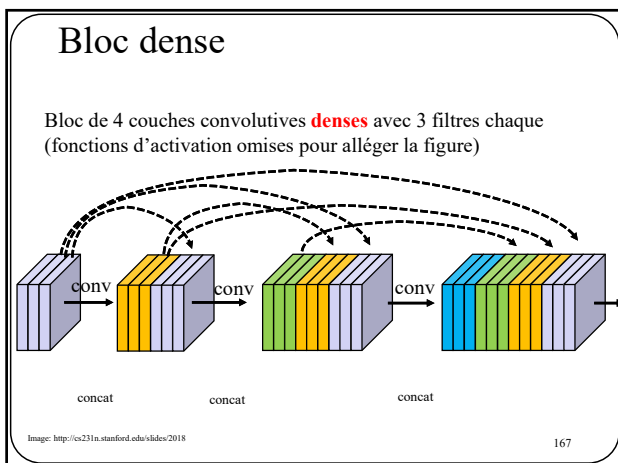 Bloc dense
Bloc de 4 couches convolutives denses avec 3 filtres chaque
(fonctions d'activation omises pour alléger la figure)
conv
conv
conv
concat
concat
concat
Image: http://cs231n.stanford.edu/slides/2018
167